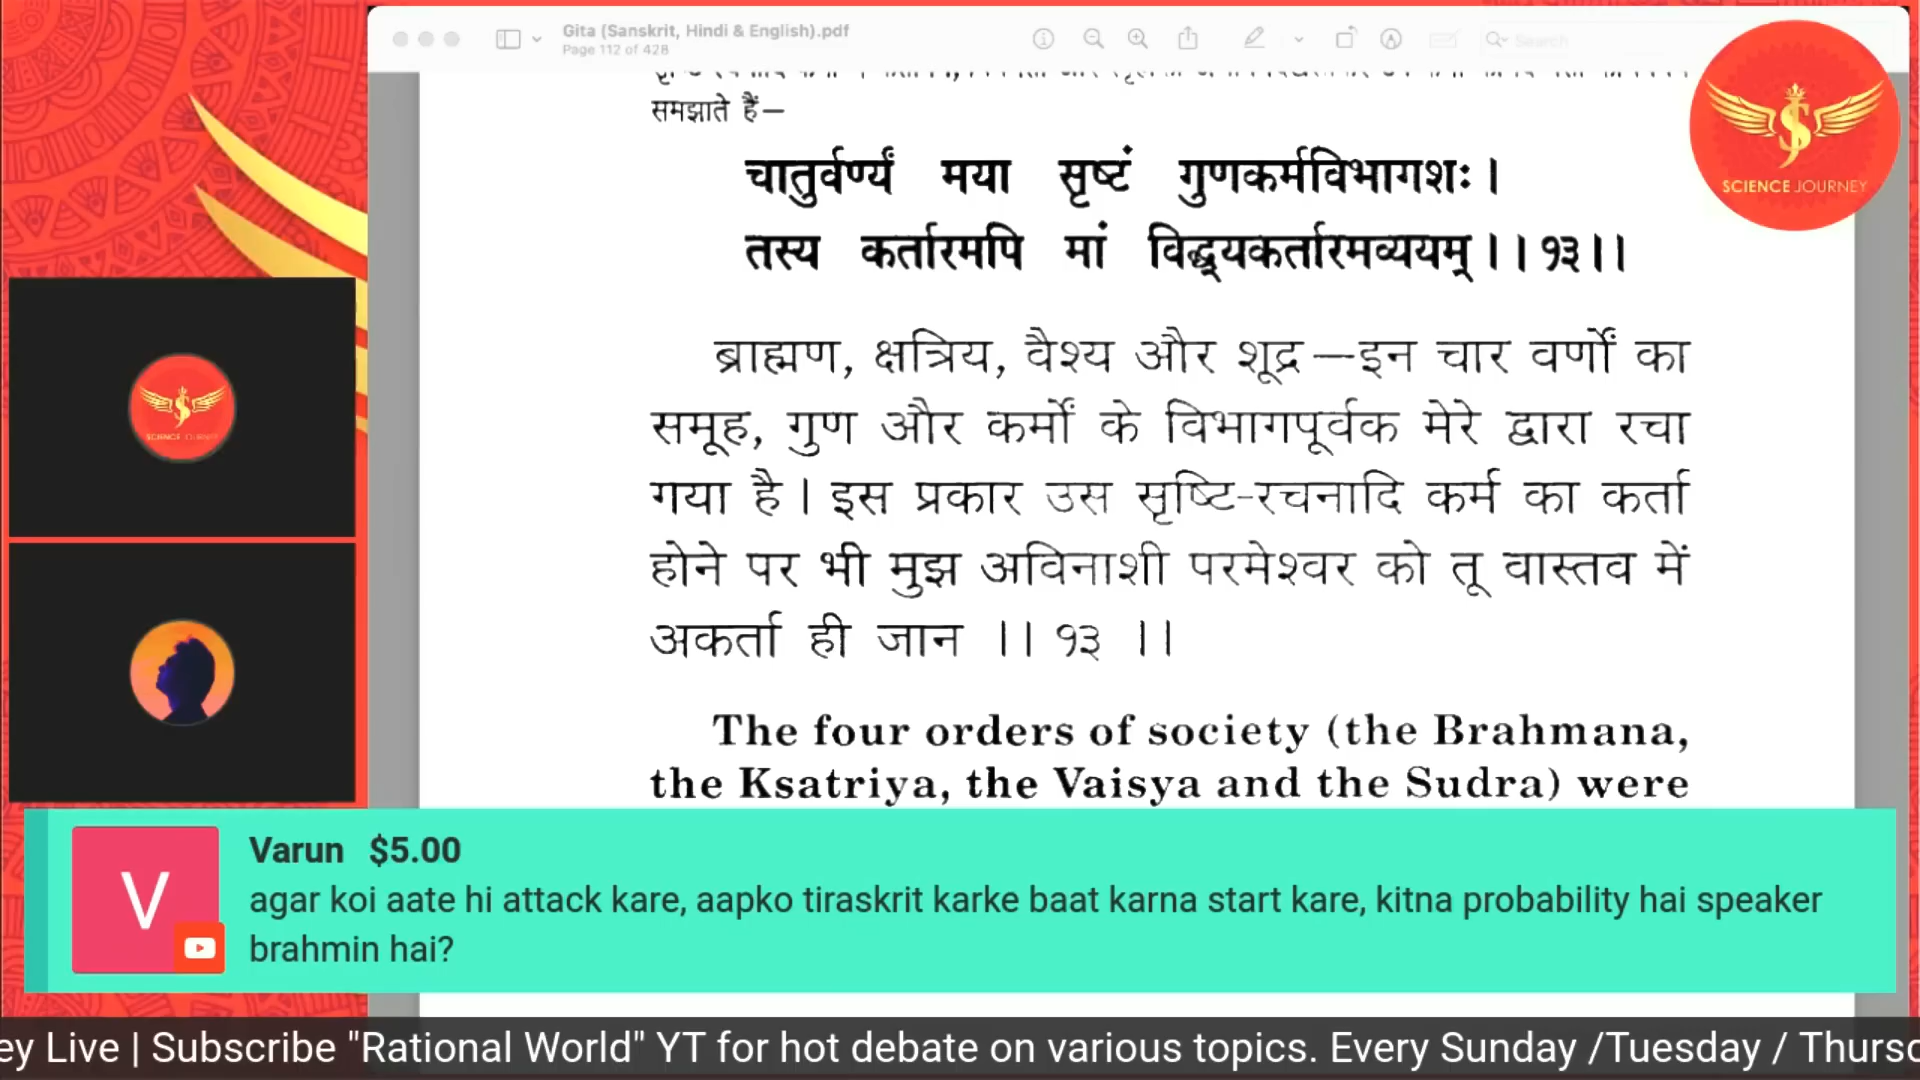 Gita (Sanskrit, Hindi & English).pdf
Page 112 of 428
Search
समझाते हैं—
चातुर्वर्ण्यं मया सृष्टं गुणकर्मविभागशः।
तस्य कर्तारमपि मां विद्ध्यकर्तारमव्ययम्।।१३।।
ब्राह्मण, क्षत्रिय, वैश्य और शूद्र—इन चार वर्णों का
समूह, गुण और कर्मों के विभागपूर्वक मेरे द्वारा रचा
गया है। इस प्रकार उस सृष्टि-रचनादि कर्म का कर्ता
होने पर भी मुझ अविनाशी परमेश्वर को तू वास्तव में
अकर्ता ही जान ।। १३ ।।
The four orders of society (the Brahmana,
the Ksatriya, the Vaisya and the Sudra) were
SCIENCE JOURNEY
SCIENCE JOURNEY
V
Varun $5.00
agar koi aate hi attack kare, aapko tiraskrit karke baat karna start kare, kitna probability hai speaker
brahmin hai?
ey Live | Subscribe "Rational World" YT for hot debate on various topics. Every Sunday /Tuesday / Thursd